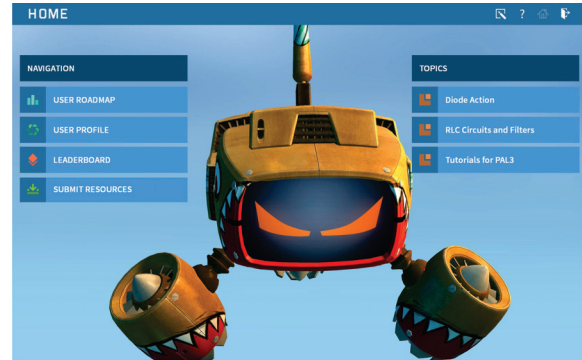 HOME
?
NAVIGATION
USER ROADMAP
USER PROFILE
LEADERBOARD
SUBMIT RESOURCES
TOPICS
Diode Action
RLC Circuits and Filters
Tutorials for PAL3